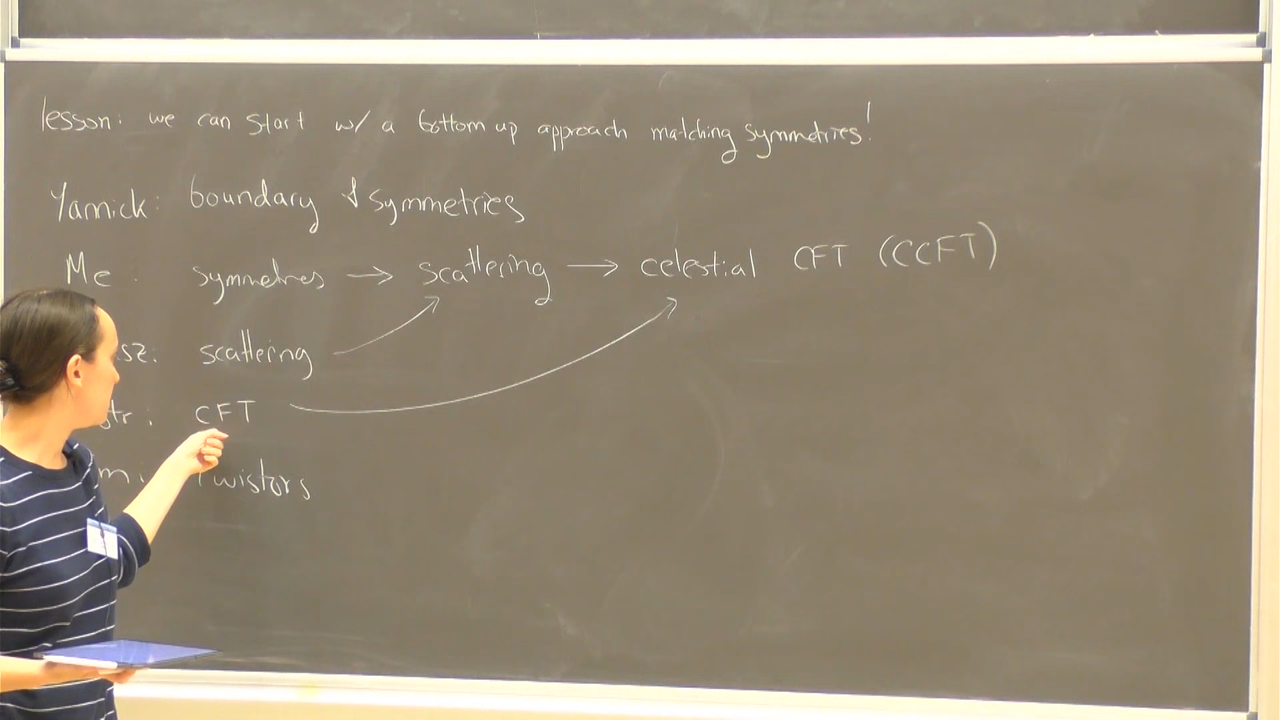 lesson: we can start w/ a bottom up approach matching symmetries!
Yannick: boundary & symmetries
Me: symmetries → scattering → celestial CFT (CCFT)
sz: scattering
tr: CFT
m: Twistors